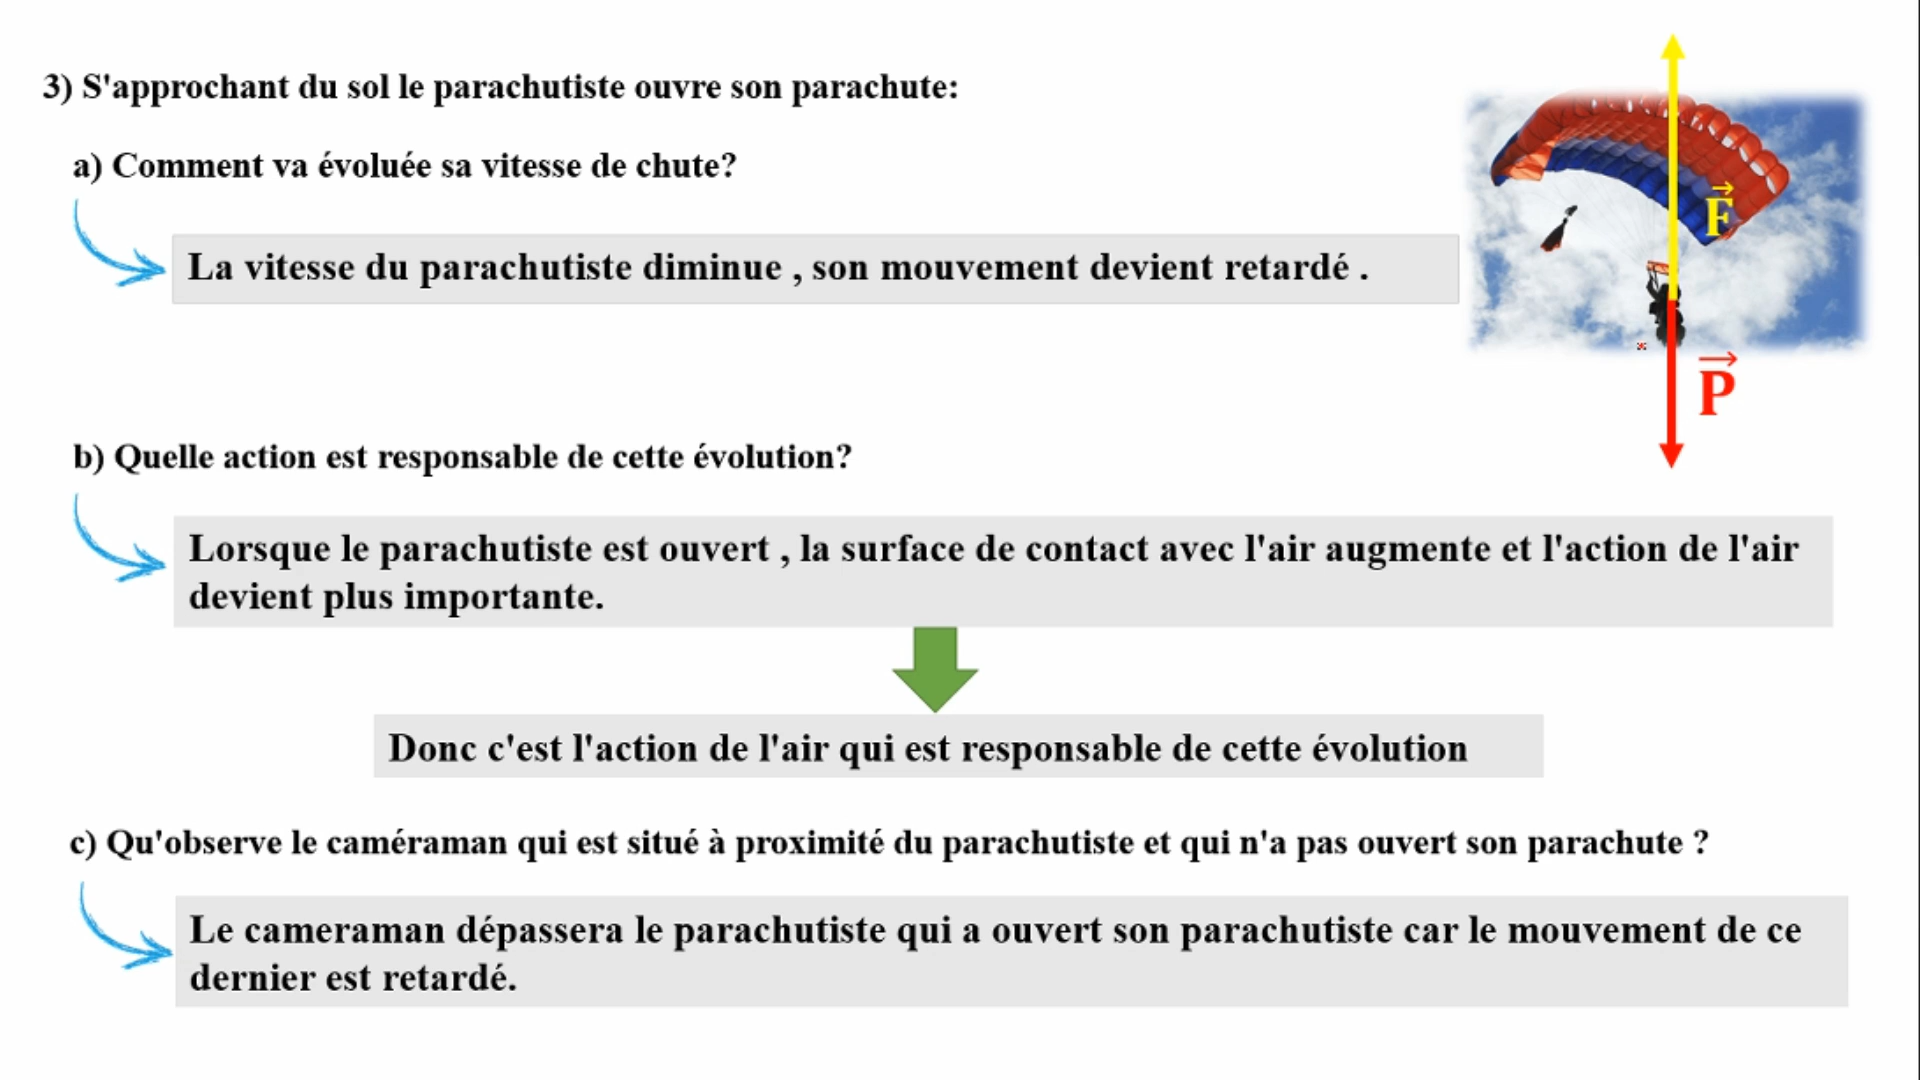 3) S'approchant du sol le parachutiste ouvre son parachute:
a) Comment va évoluée sa vitesse de chute?
La vitesse du parachutiste diminue , son mouvement devient retardé .
F
P
b) Quelle action est responsable de cette évolution?
Lorsque le parachutiste est ouvert , la surface de contact avec l'air augmente et l'action de l'air
devient plus importante.
Donc c'est l'action de l'air qui est responsable de cette évolution
c) Qu'observe le caméraman qui est situé à proximité du parachutiste et qui n'a pas ouvert son parachute ?
Le cameraman dépassera le parachutiste qui a ouvert son parachutiste car le mouvement de ce
dernier est retardé.